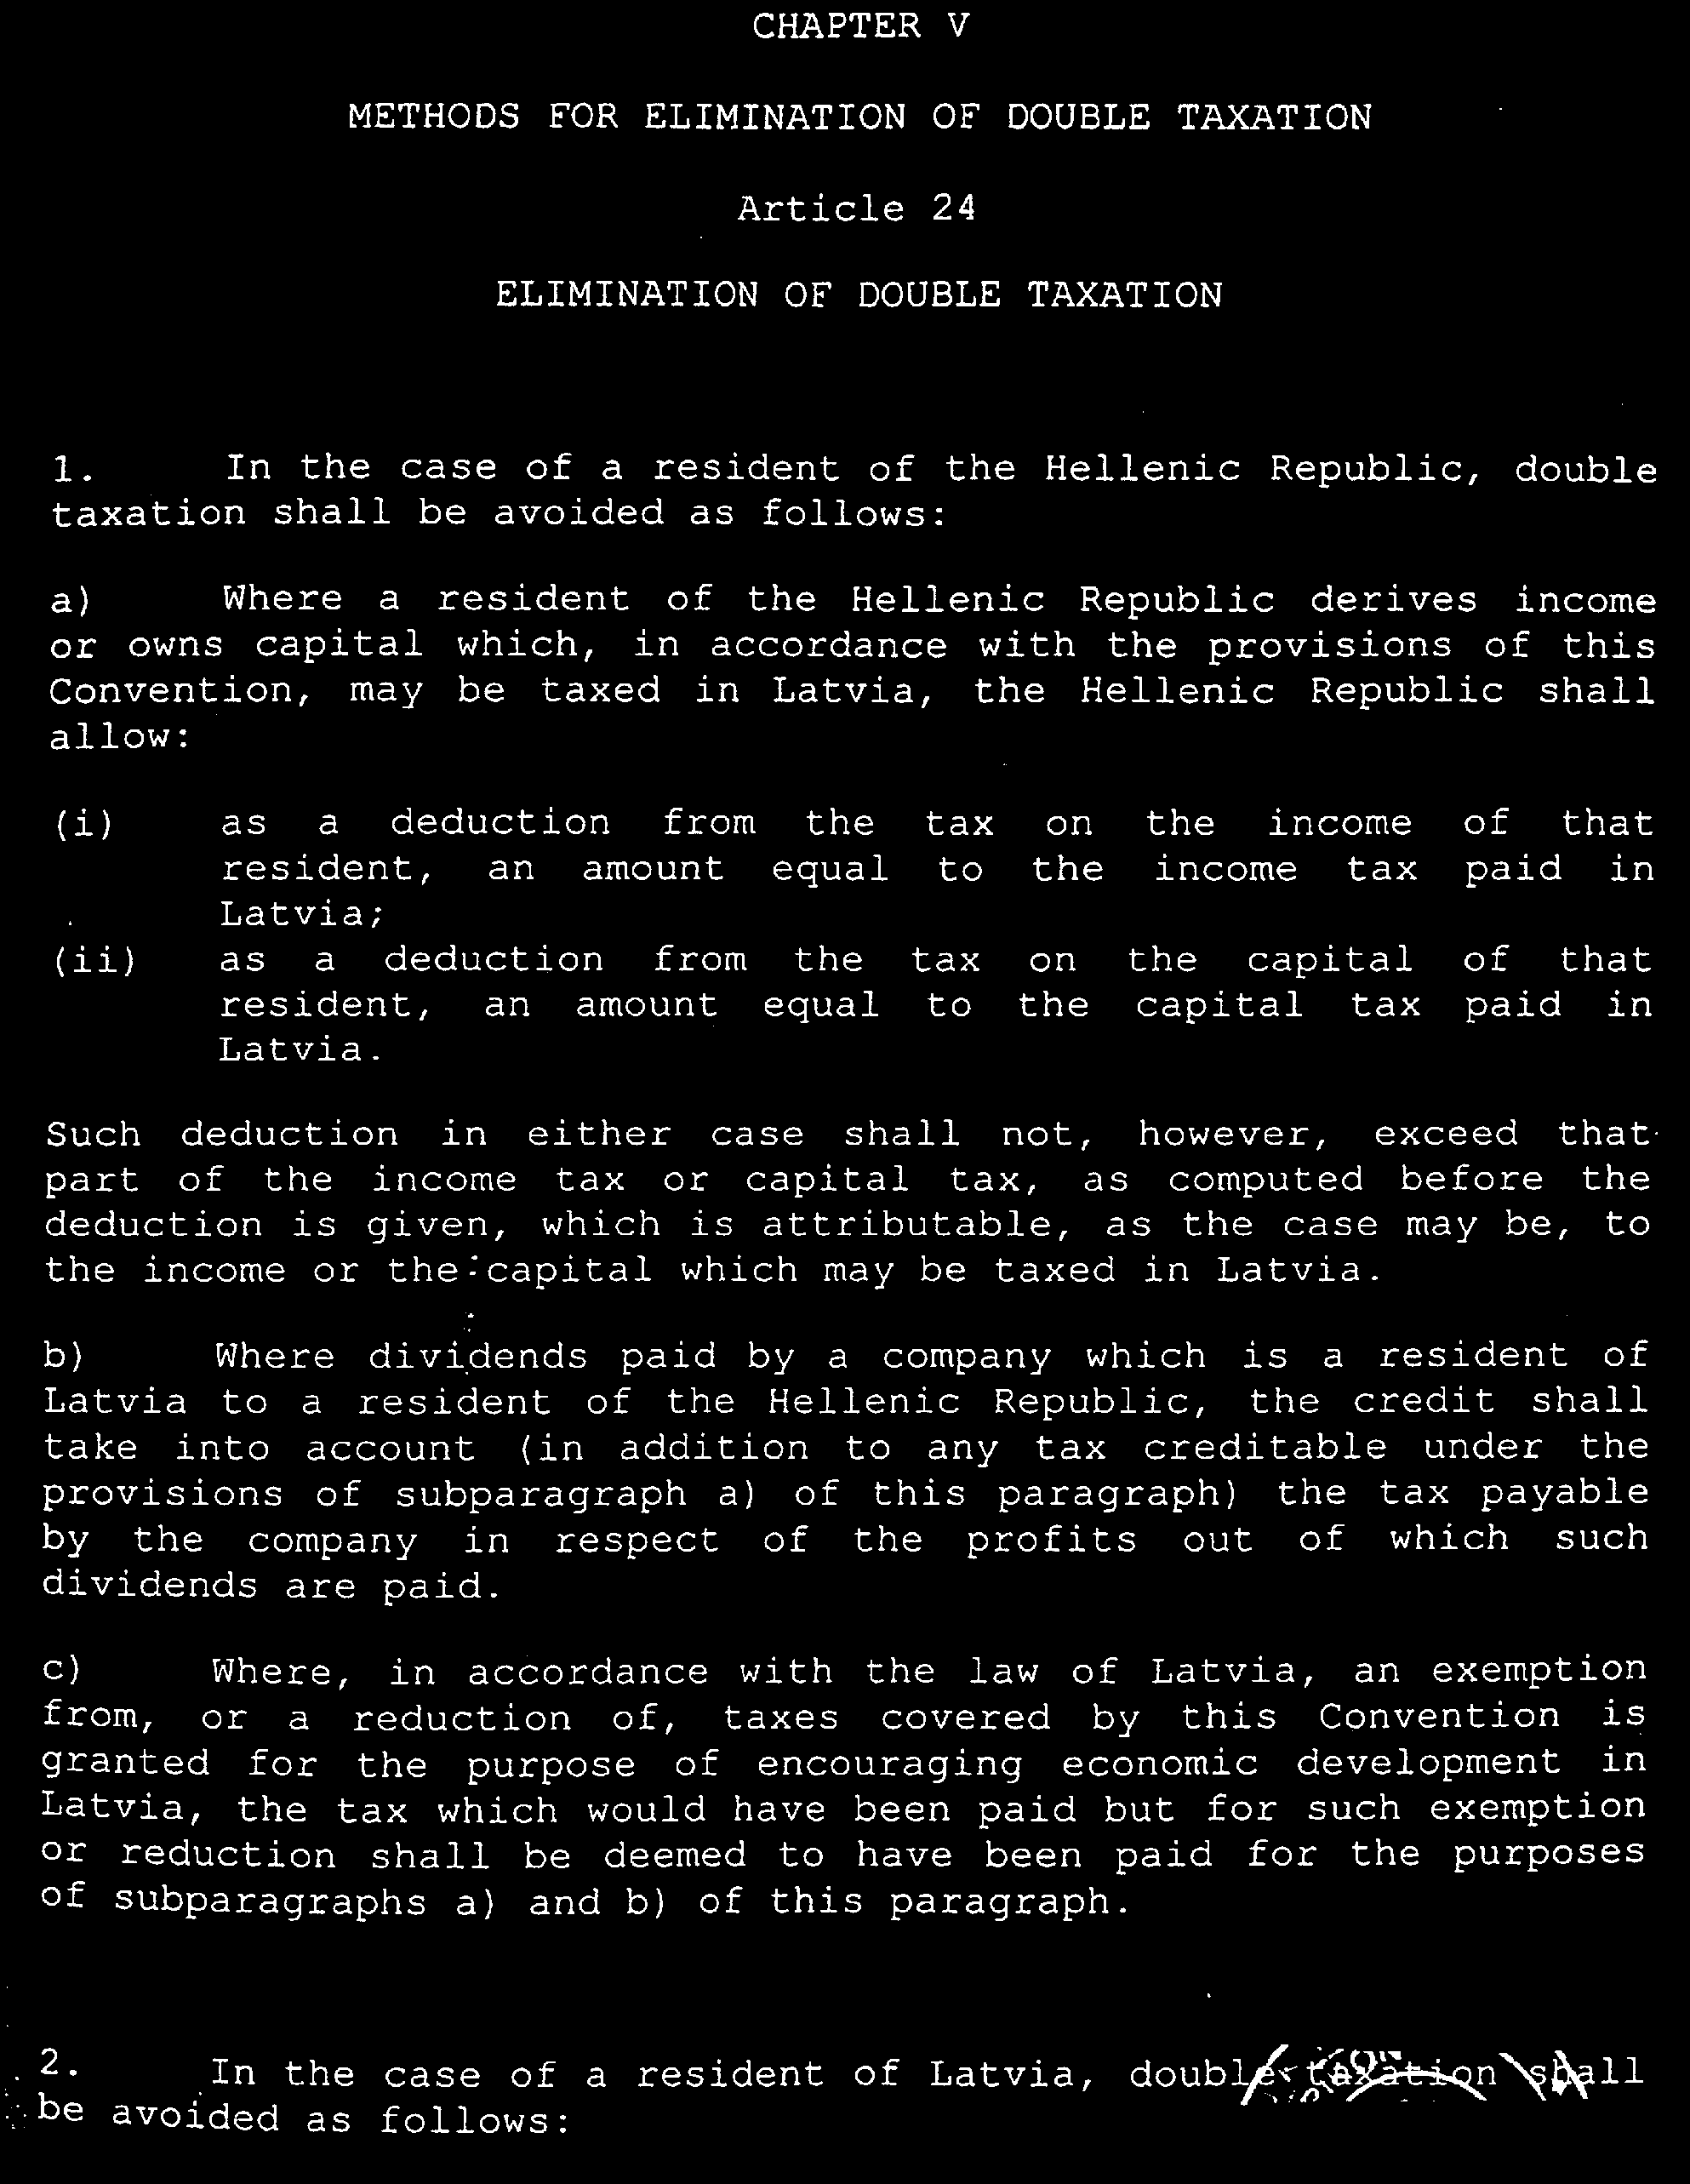 CHAPTER V
METHODS FOR ELIMINATION OF DOUBLE TAXATION
Article 24
ELIMINATION OF DOUBLE TAXATION
1. In the case of a resident of the Hellenic Republic, double
taxation shall be avoided as follows:
a) Where a resident of the Hellenic Republic derives income
or owns capital which, in accordance with the provisions of this
Convention, may be taxed in Latvia, the Hellenic Republic shall
allow:
(i) as a deduction from the tax on the income of that
resident, an amount equal to the income tax paid in
Latvia;
(ii) as a deduction from the tax on the capital of that
resident, an amount equal to the capital tax paid in
Latvia.
Such deduction in either case shall not, however, exceed that
part of the income tax or capital tax, as computed before the
deduction is given, which is attributable, as the case may be, to
the income or the capital which may be taxed in Latvia.
b) Where dividends paid by a company which is a resident of
Latvia to a resident of the Hellenic Republic, the credit shall
take into account (in addition to any tax creditable under the
provisions of subparagraph a) of this paragraph) the tax payable
by the company in respect of the profits out of which such
dividends are paid.
c) Where, in accordance with the law of Latvia, an exemption
from, or a reduction of, taxes covered by this Convention is
granted for the purpose of encouraging economic development in
Latvia, the tax which would have been paid but for such exemption
or reduction shall be deemed to have been paid for the purposes
of subparagraphs a) and b) of this paragraph.
2. In the case of a resident of Latvia, double taxation shall
be avoided as follows: